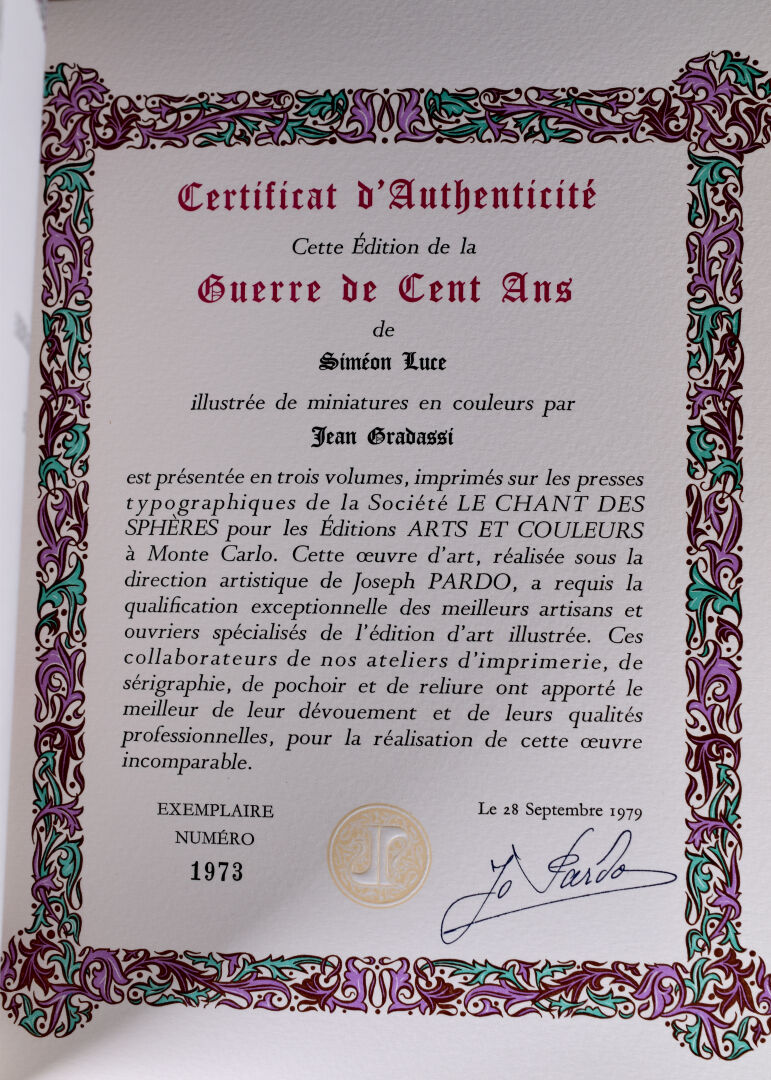 Certificat d'Authenticité
Cette Édition de la
Guerre de Cent Ans
de
Siméon Luce
illustrée de miniatures en couleurs par
Jean Gradassi
est présentée en trois volumes, imprimés sur les presses
typographiques de la Société LE CHANT DES
SPHÈRES pour les Éditions ARTS ET COULEURS
à Monte Carlo. Cette œuvre d'art, réalisée sous la
direction artistique de Joseph PARDO, a requis la
qualification exceptionnelle des meilleurs artisans et
ouvriers spécialisés de l'édition d'art illustrée. Ces
collaborateurs de nos ateliers d'imprimerie, de
sérigraphie, de pochoir et de reliure ont apporté le
meilleur de leur dévouement et de leurs qualités
professionnelles, pour la réalisation de cette œuvre
incomparable.
EXEMPLAIRE
NUMÉRO
1973
JP
Le 28 Septembre 1979
Jo Pardo